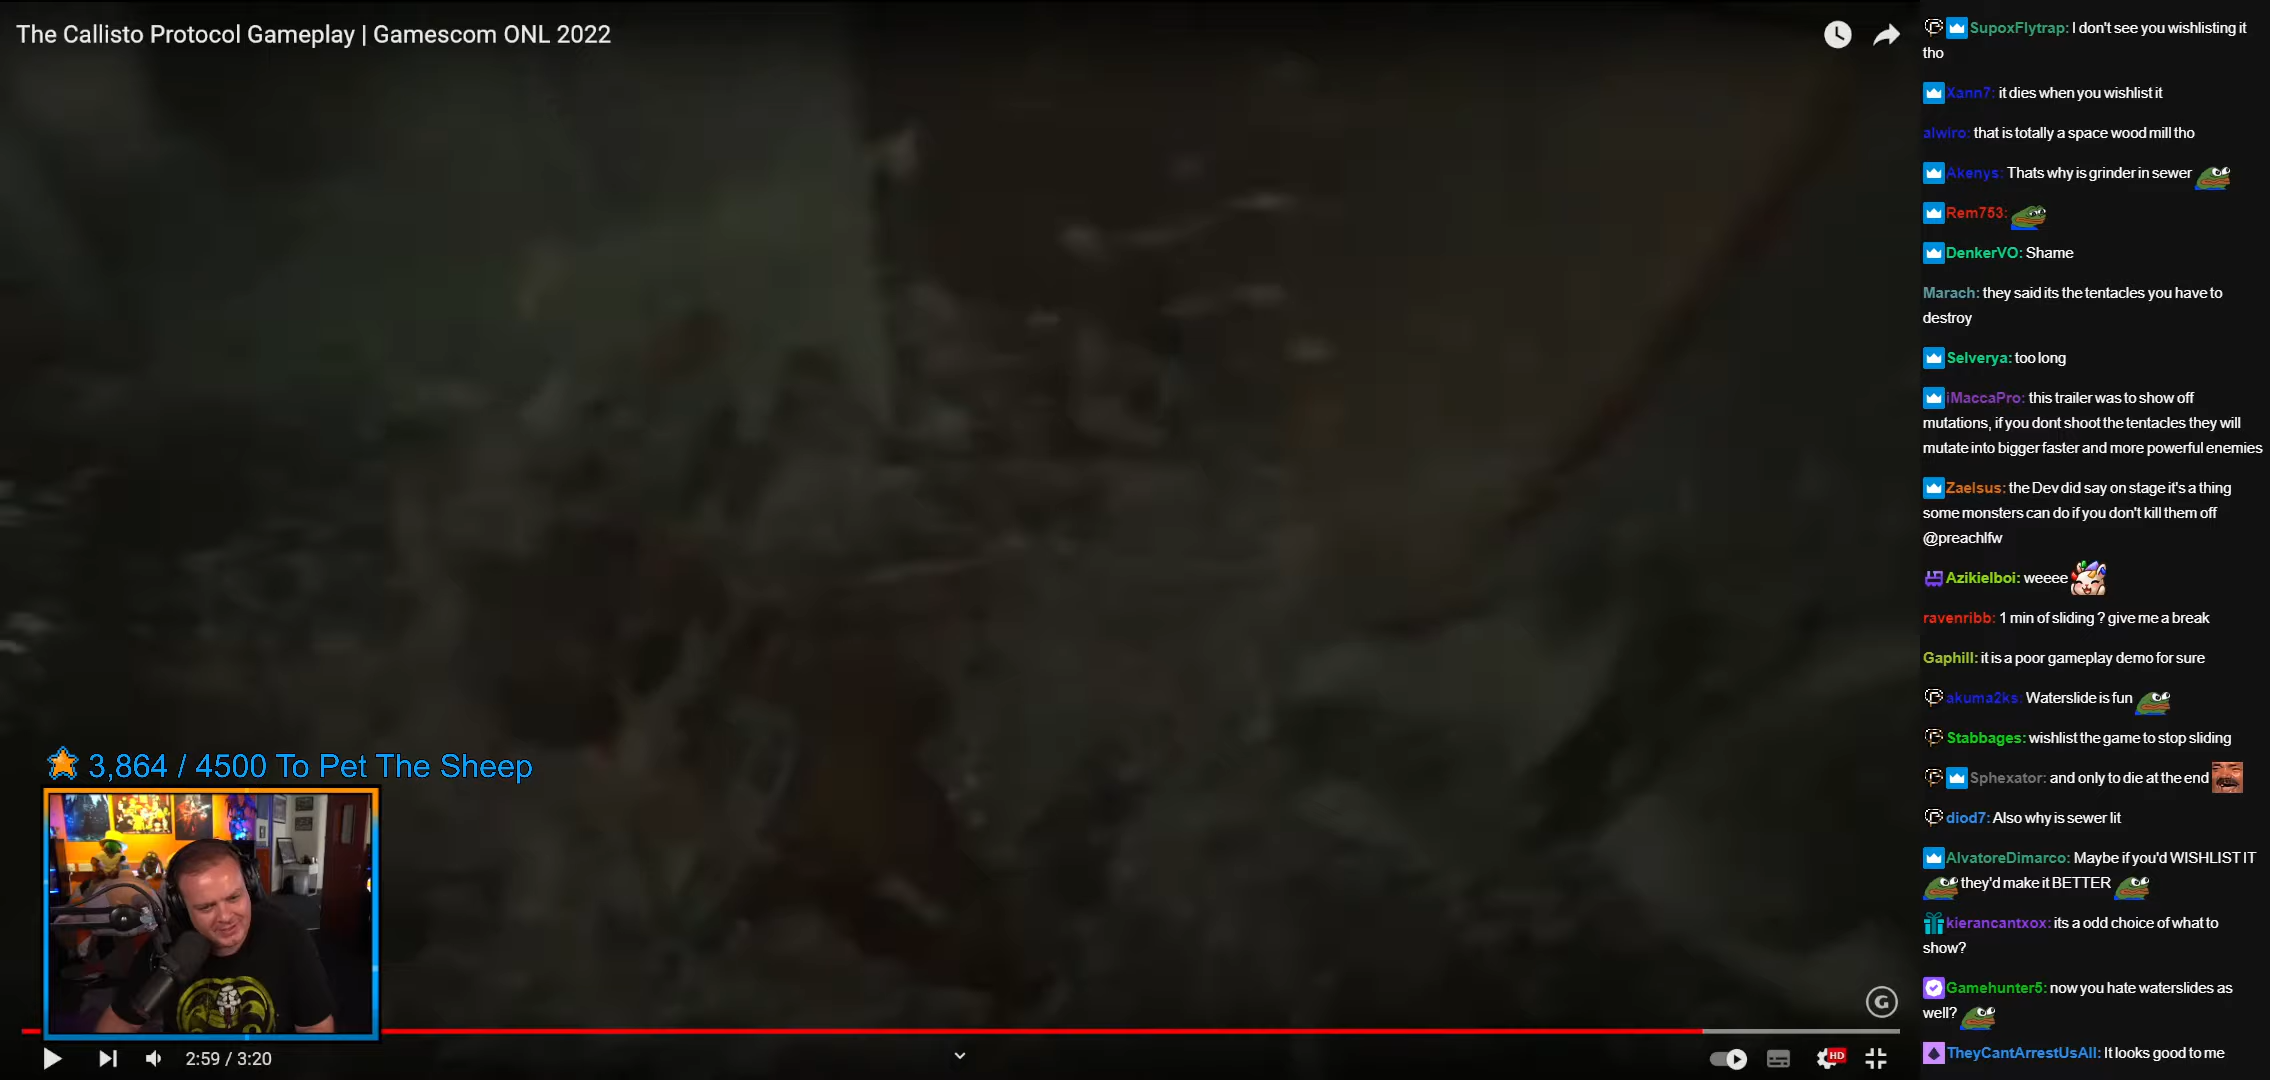 The Callisto Protocol Gameplay | Gamescom ONL 2022
3,864 / 4500 To Pet The Sheep
2:59 / 3:20
HD
G
SupoxFlytrap: I don't see you wishlisting it
tho
Xann7: it dies when you wishlist it
alwiro: that is totally a space wood mill tho
Akenys: Thats why is grinder in sewer
Rem753:
DenkerVO: Shame
Marach: they said its the tentacles you have to
destroy
Selverya: too long
iMaccaPro: this trailer was to show off
mutations, if you dont shoot the tentacles they will
mutate into bigger faster and more powerful enemies
Zaelsus: the Dev did say on stage it's a thing
some monsters can do if you don't kill them off
@preachlfw
Azikielboi: weeee
ravenribb: 1 min of sliding ? give me a break
Gaphill: it is a poor gameplay demo for sure
akuma2ks: Waterslide is fun
Stabbages: wishlist the game to stop sliding
Sphexator: and only to die at the end
diod7: Also why is sewer lit
AlvatoreDimarco: Maybe if you'd WISHLIST IT
they'd make it BETTER
kierancantxox: its a odd choice of what to
show?
Gamehunter5: now you hate waterslides as
well?
TheyCantArrestUsAll: It looks good to me